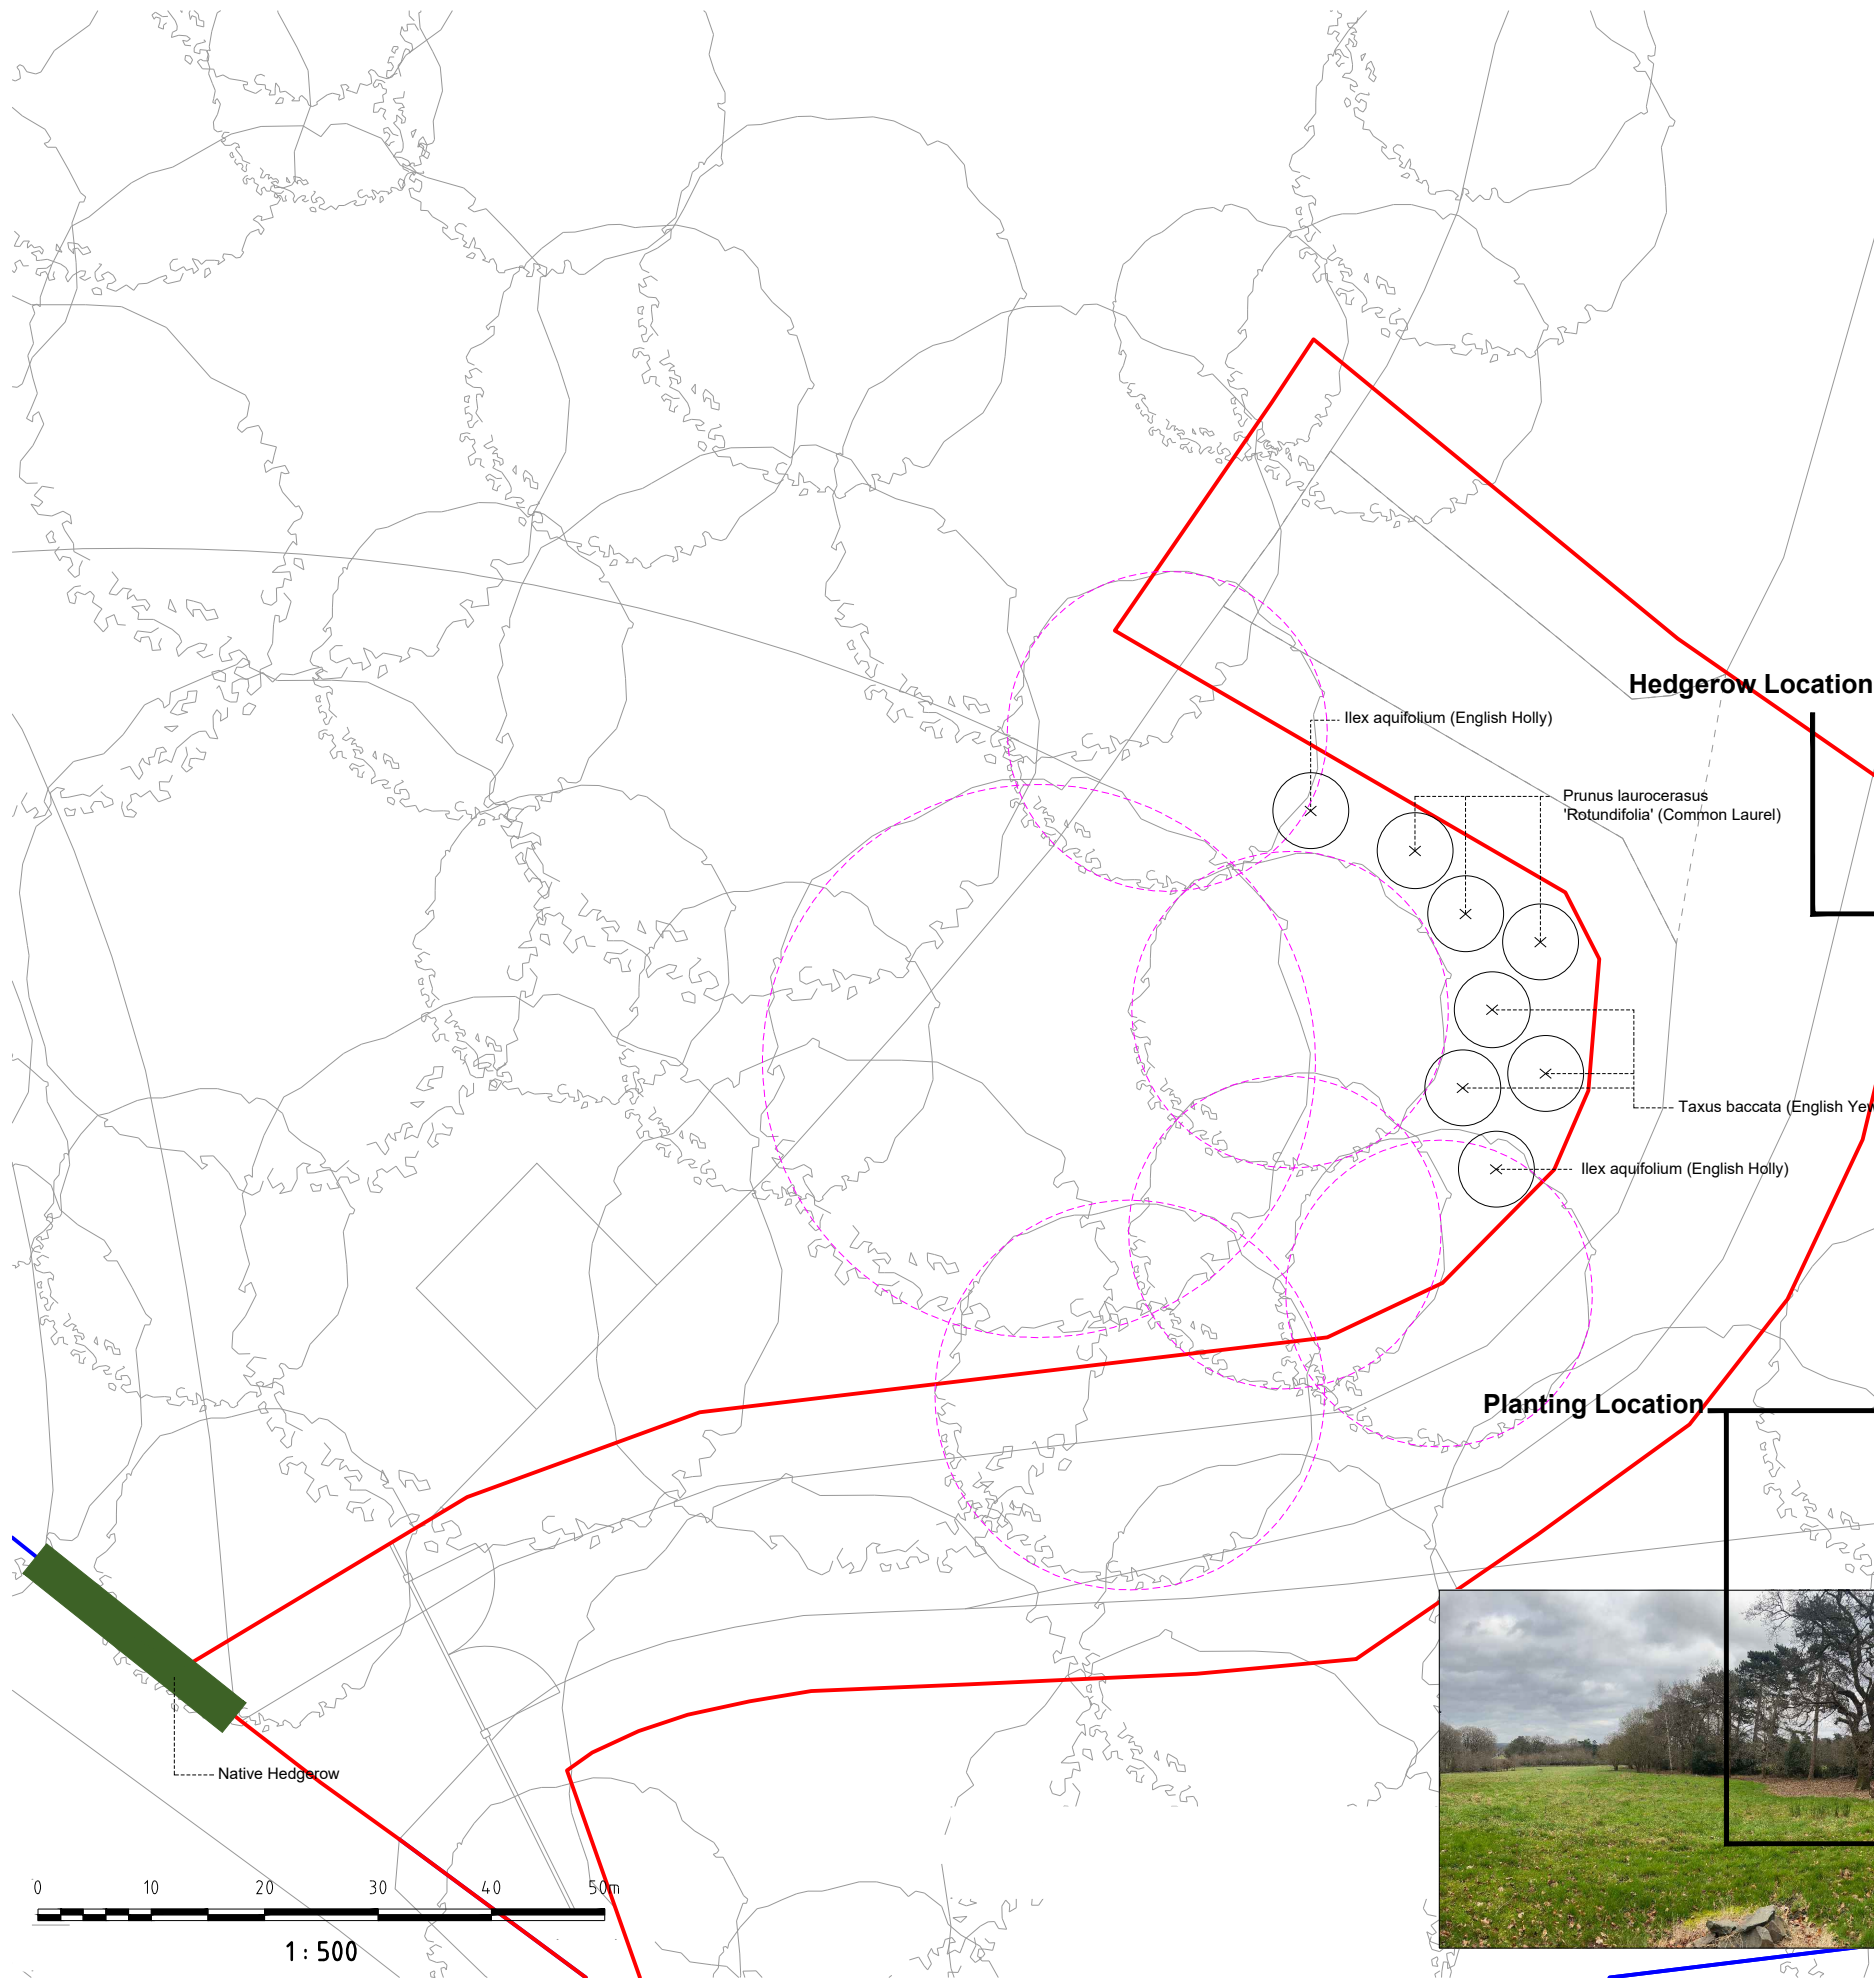 Hedgerow Location
Ilex aquifolium (English Holly)
Prunus laurocerasus
'Rotundifolia' (Common Laurel)
Taxus baccata (English Yew
Ilex aquifolium (English Holly)
Planting Location
Native Hedgerow
0 10 20 30 40 50m
1:500